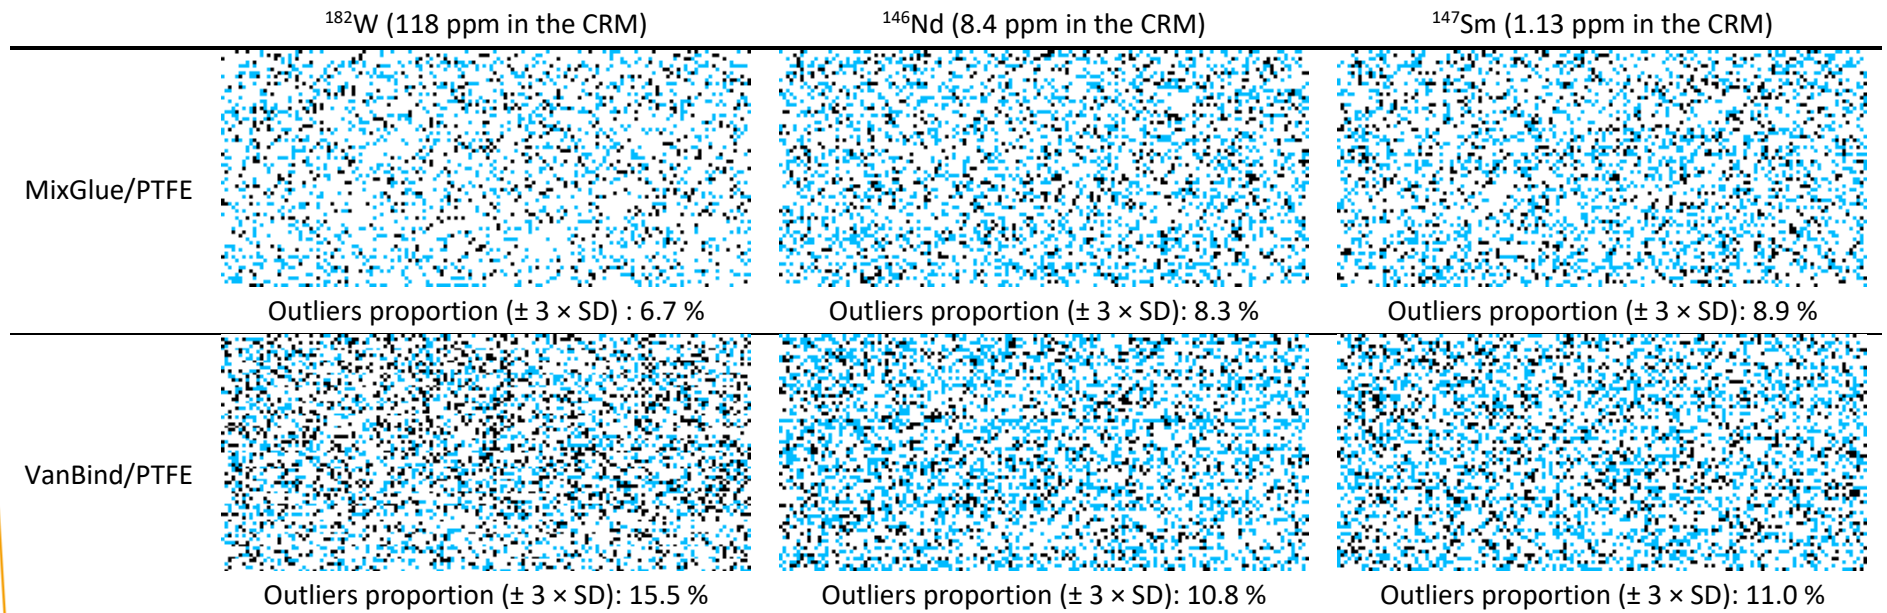 ¹⁸²W (118 ppm in the CRM)
¹⁴⁶Nd (8.4 ppm in the CRM)
¹⁴⁷Sm (1.13 ppm in the CRM)
MixGlue/PTFE
Outliers proportion (± 3 × SD) : 6.7 %
Outliers proportion (± 3 × SD): 8.3 %
Outliers proportion (± 3 × SD): 8.9 %
VanBind/PTFE
Outliers proportion (± 3 × SD): 15.5 %
Outliers proportion (± 3 × SD): 10.8 %
Outliers proportion (± 3 × SD): 11.0 %